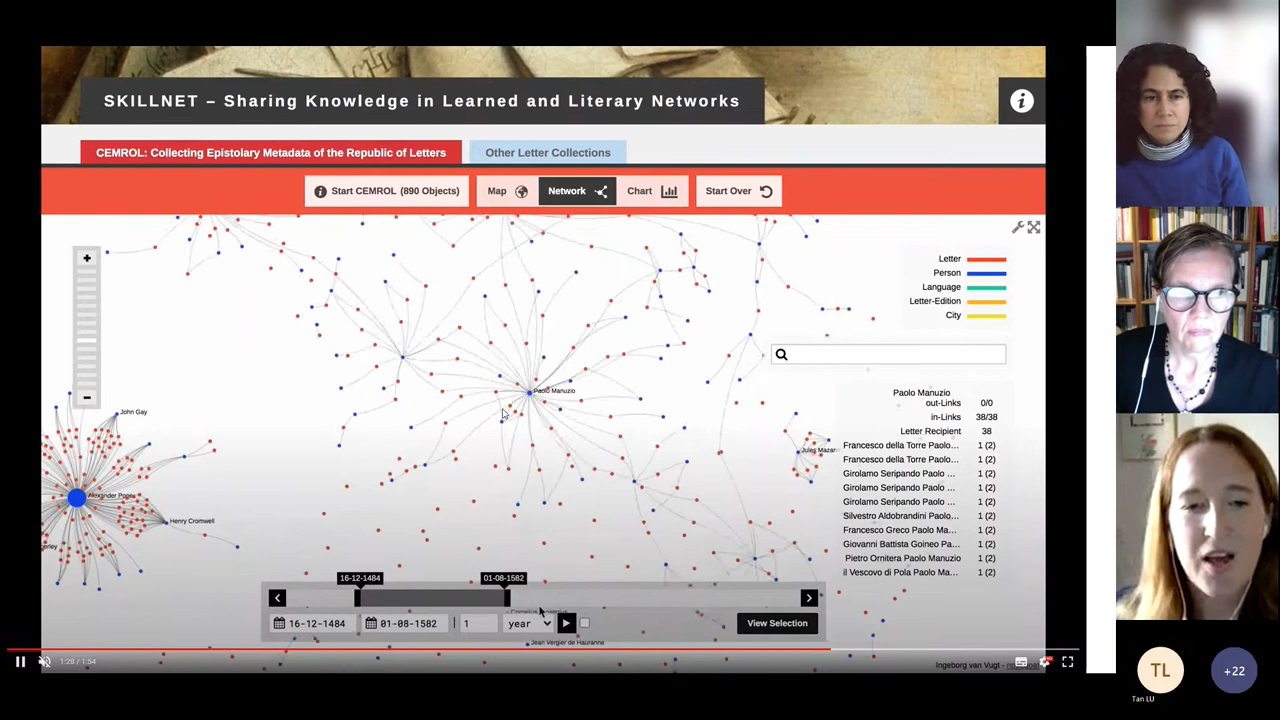 SKILLNET – Sharing Knowledge in Learned and Literary Networks
CEMROL: Collecting Epistolary Metadata of the Republic of Letters
Other Letter Collections
Start CEMROL (890 Objects)
Map
Network
Chart
Start Over
Letter
Person
Language
Letter-Edition
City
Paolo Manuzio
John Gay
Alexander Pope
Henry Cromwell
erley
Jules Mazar
Paolo Manuzio
out-Links 0/0
in-Links 38/38
Letter Recipient 38
Francesco della Torre Paolo... 1 (2)
Francesco della Torre Paolo... 1 (2)
Girolamo Seripando Paolo ... 1 (2)
Girolamo Seripando Paolo ... 1 (2)
Girolamo Seripando Paolo ... 1 (2)
Silvestro Aldobrandini Paolo... 1 (2)
Francesco Greco Paolo Ma... 1 (2)
Giovanni Battista Goineo Pa... 1 (2)
Pietro Ornitera Paolo Manuzio 1 (2)
il Vescovo di Pola Paolo Ma... 1 (2)
16-12-1484 01-08-1582
16-12-1484 01-08-1582 1 year View Selection
Jean Vergier de Hauranne
1:28 / 1:54
Ingeborg van Vugt -
TL
+22
Tan LU